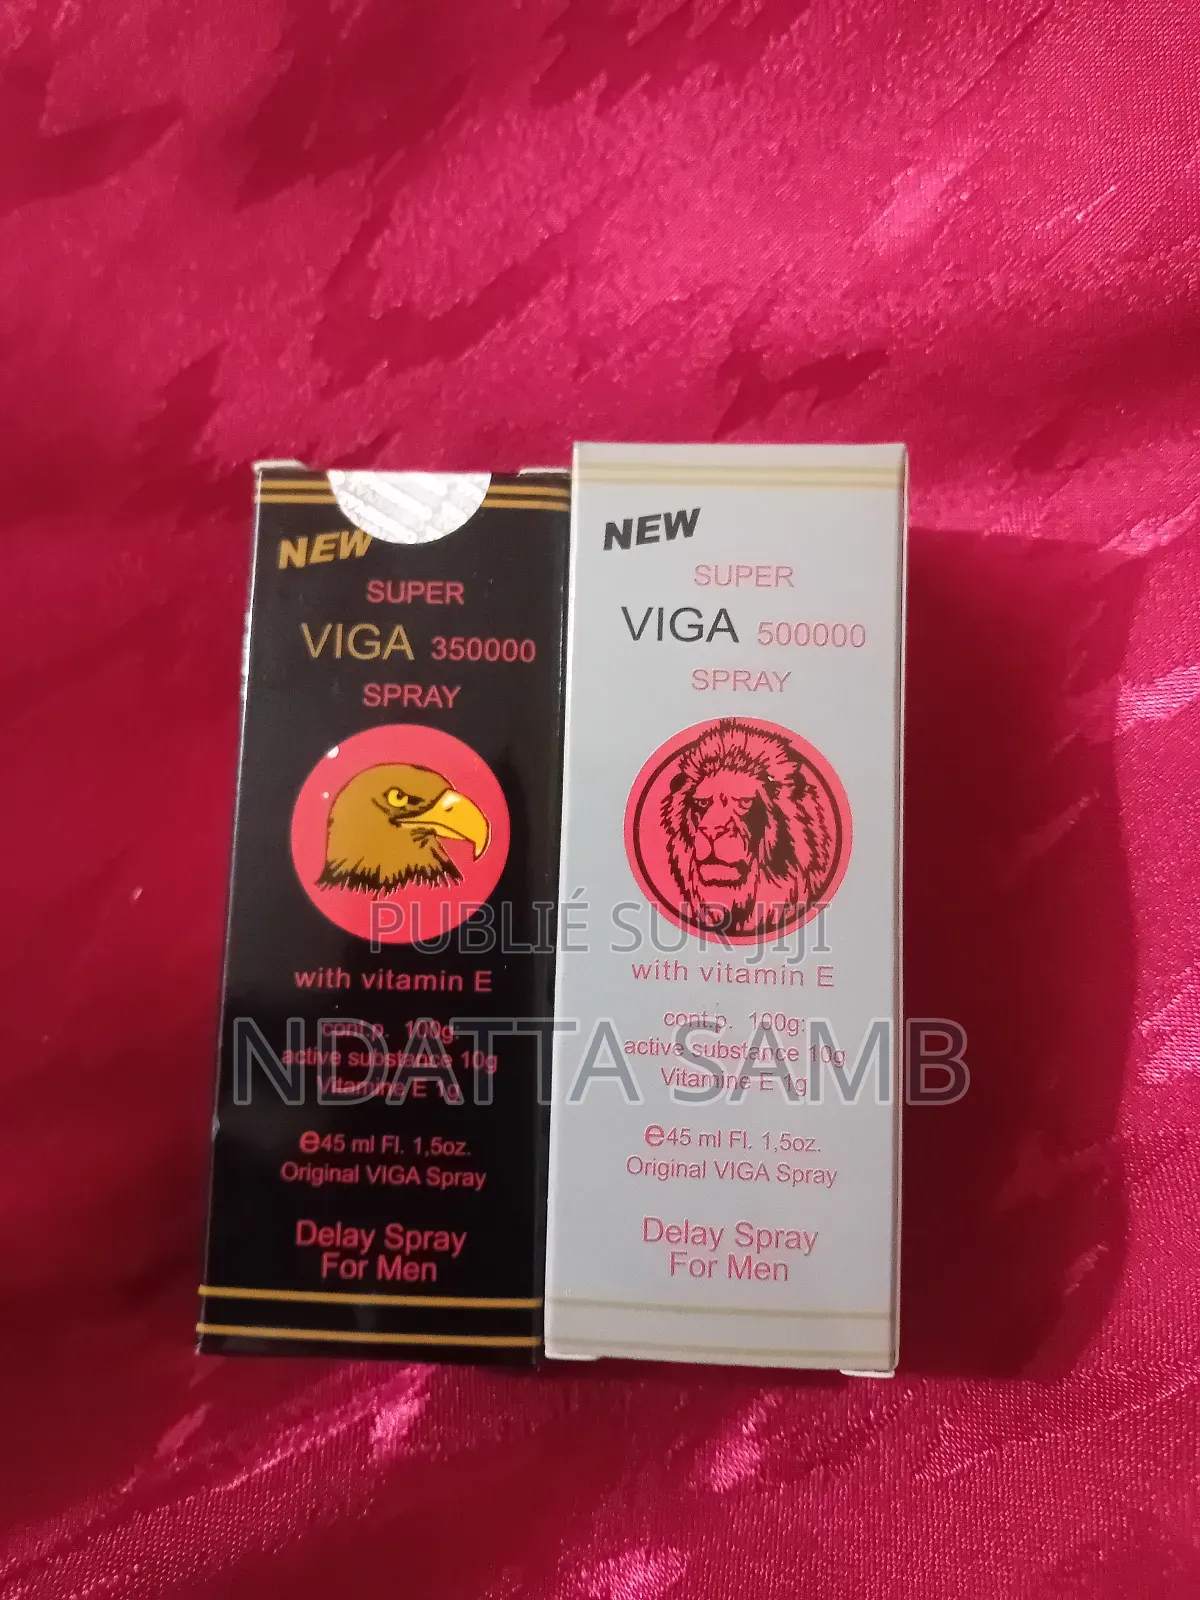 NEW
SUPER
VIGA 350000
SPRAY
with vitamin E
cont.p. 100g:
active substance 10g
Vitamine E 1g
e45 ml Fl. 1,5oz.
Original VIGA Spray
Delay Spray
For Men
NEW
SUPER
VIGA 500000
SPRAY
with vitamin E
cont.p. 100g:
active substance 10g
Vitamine E 1g
e45 ml Fl. 1,5oz.
Original VIGA Spray
Delay Spray
For Men
PUBLIÉ SUR JIJI
NDATTA SAMB